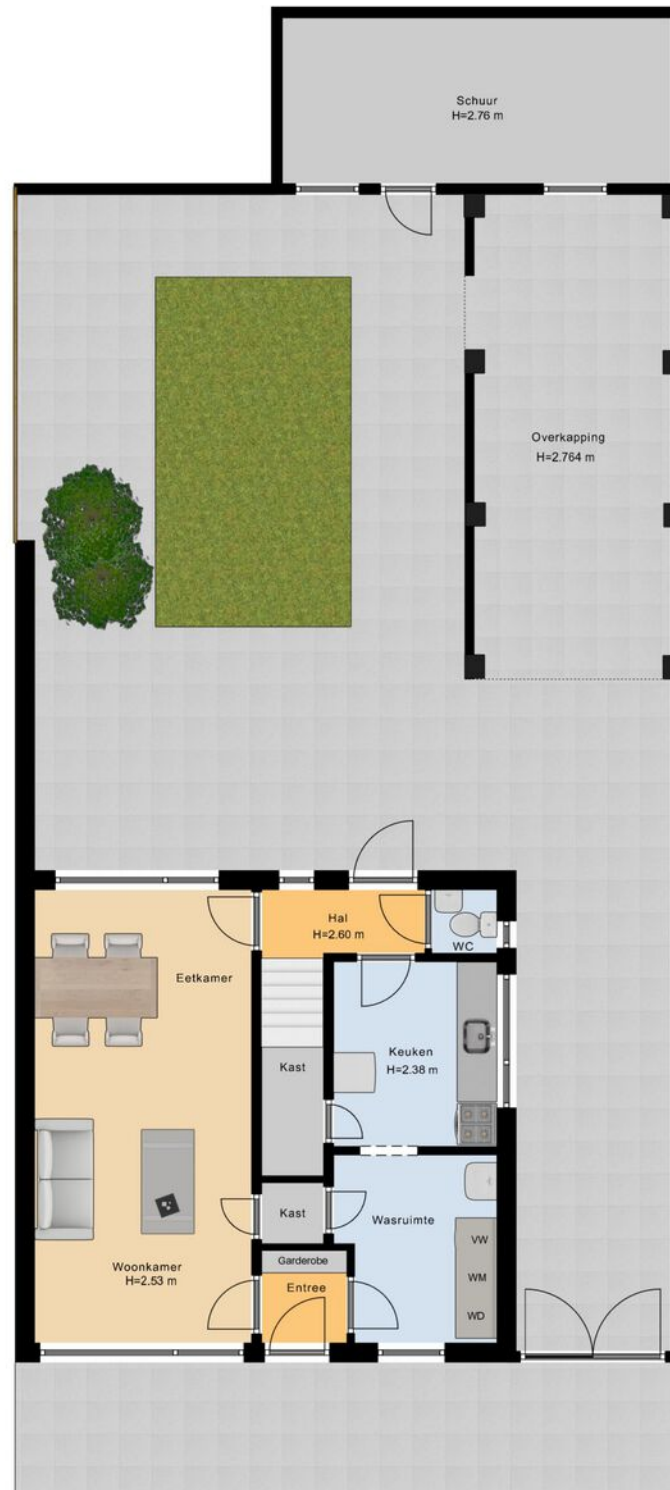 Schuur
H=2.76 m
Overkapping
H=2.764 m
Hal
H=2.60 m
WC
Eetkamer
Keuken
H=2.38 m
Kast
Kast
Wasruimte
VW
WM
WD
Garderobe
Entree
Woonkamer
H=2.53 m